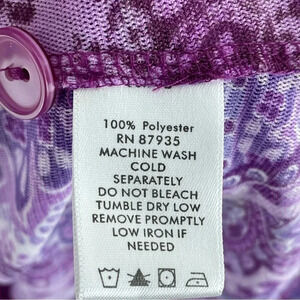 100% Polyester
RN 87935
MACHINE WASH
COLD
SEPARATELY
DO NOT BLEACH
TUMBLE DRY LOW
REMOVE PROMPTLY
LOW IRON IF
NEEDED